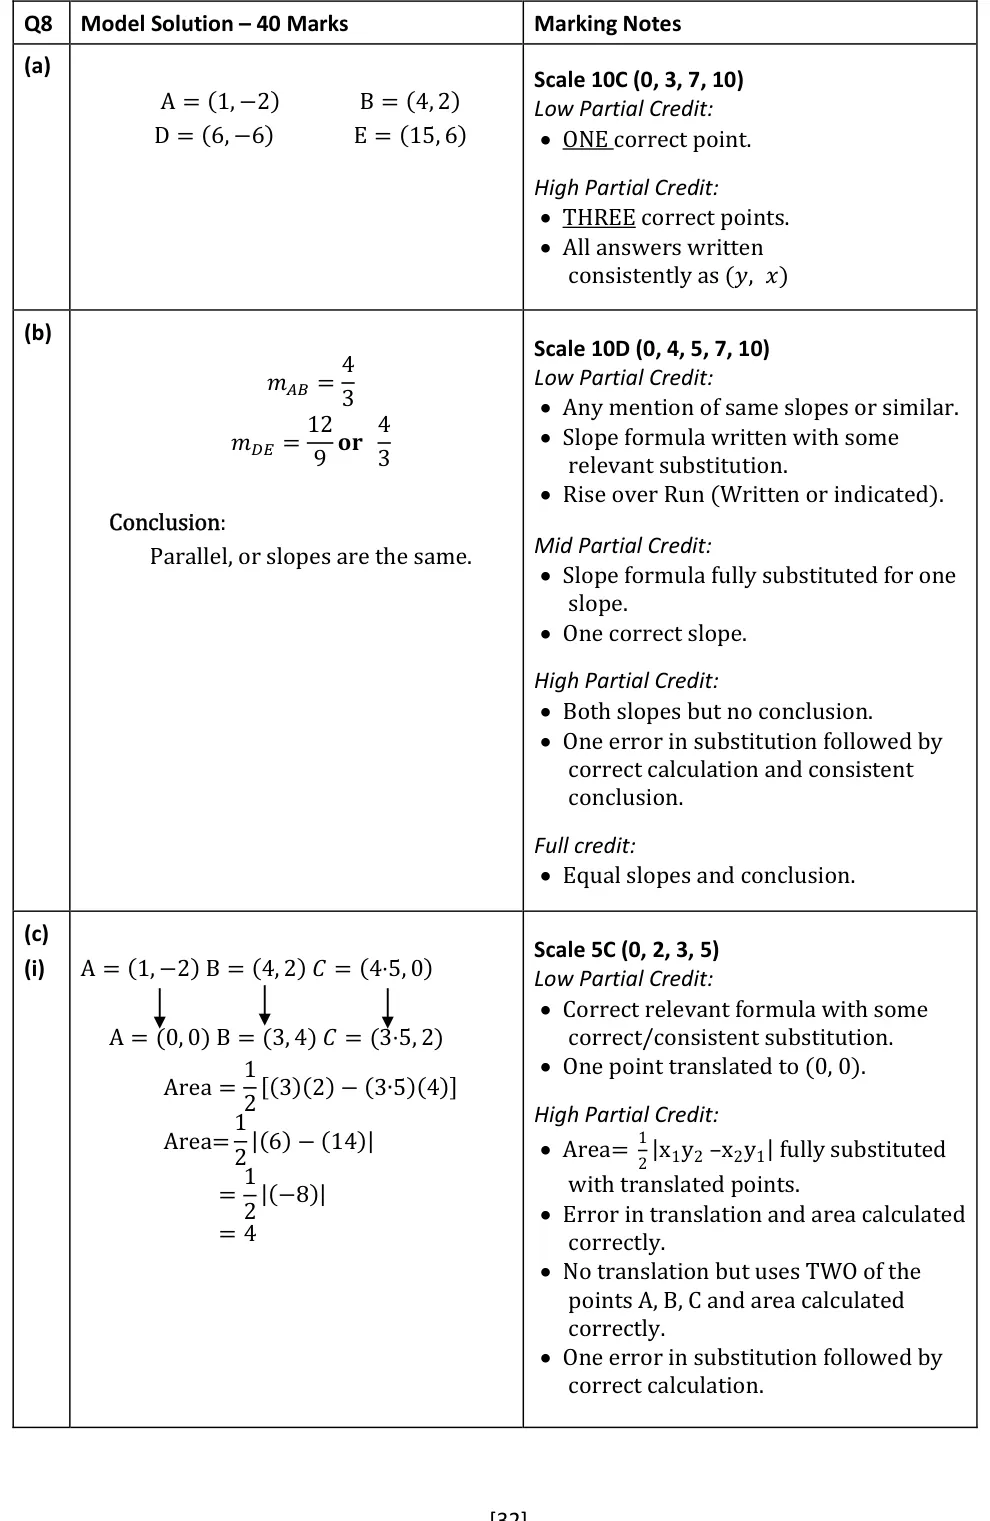 Q8 Model Solution – 40 Marks Marking Notes
(a)
A = (1, −2) B = (4, 2)
D = (6, −6) E = (15, 6)
Scale 10C (0, 3, 7, 10)
Low Partial Credit:
• ONE correct point.
High Partial Credit:
• THREE correct points.
• All answers written
consistently as (y, x)
(b)
m_AB = 4/3
m_DE = 12/9 or 4/3
Conclusion:
Parallel, or slopes are the same.
Scale 10D (0, 4, 5, 7, 10)
Low Partial Credit:
• Any mention of same slopes or similar.
• Slope formula written with some
relevant substitution.
• Rise over Run (Written or indicated).
Mid Partial Credit:
• Slope formula fully substituted for one
slope.
• One correct slope.
High Partial Credit:
• Both slopes but no conclusion.
• One error in substitution followed by
correct calculation and consistent
conclusion.
Full credit:
• Equal slopes and conclusion.
(c)
(i)
A = (1, −2) B = (4, 2) C = (4·5, 0)
A = (0, 0) B = (3, 4) C = (3·5, 2)
Area = 1/2 [(3)(2) − (3·5)(4)]
Area= 1/2 |(6) − (14)|
= 1/2 |(−8)|
= 4
Scale 5C (0, 2, 3, 5)
Low Partial Credit:
• Correct relevant formula with some
correct/consistent substitution.
• One point translated to (0, 0).
High Partial Credit:
• Area= 1/2 |x₁y₂ –x₂y₁| fully substituted
with translated points.
• Error in translation and area calculated
correctly.
• No translation but uses TWO of the
points A, B, C and area calculated
correctly.
• One error in substitution followed by
correct calculation.
[32]